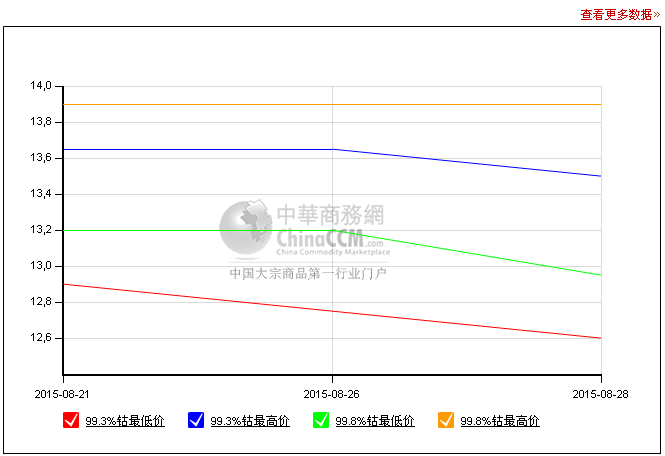 查看更多数据»
14,0
13,8
13,6
13,4
13,2
13,0
12,8
12,6
中華商務網
ChinaCCM.com
China Commodity Marketplace
中国大宗商品第一行业门户
2015-08-21 2015-08-26 2015-08-28
99.3%钴最低价 99.3%钴最高价 99.8%钴最低价 99.8%钴最高价